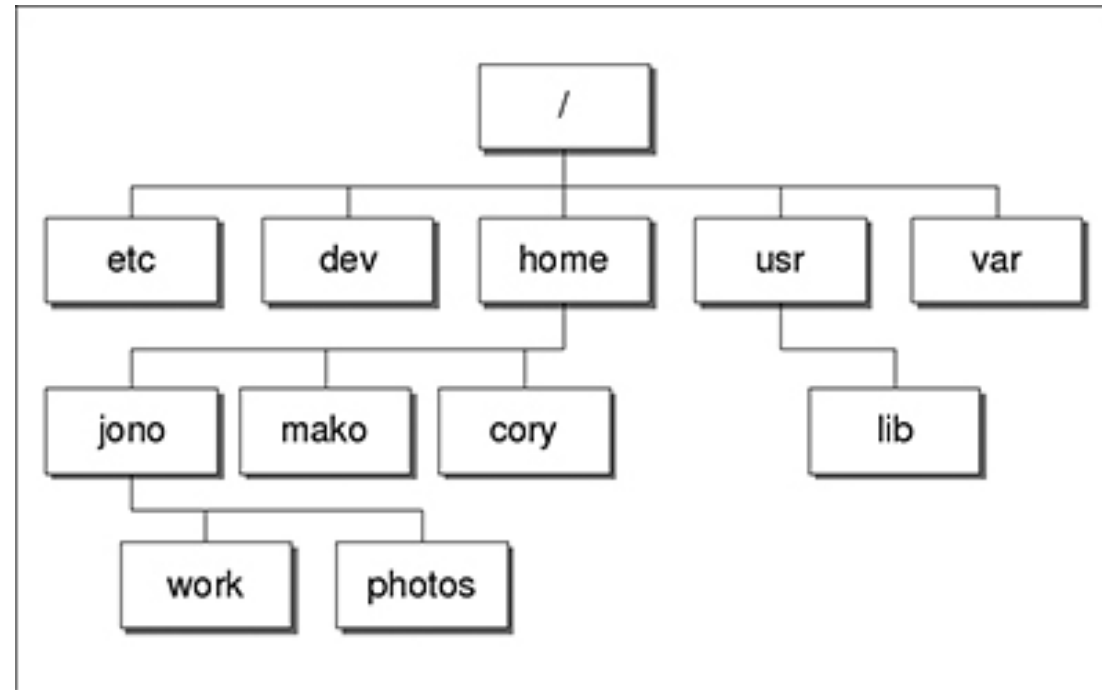 /
etc
dev
home
usr
var
jono
mako
cory
lib
work
photos